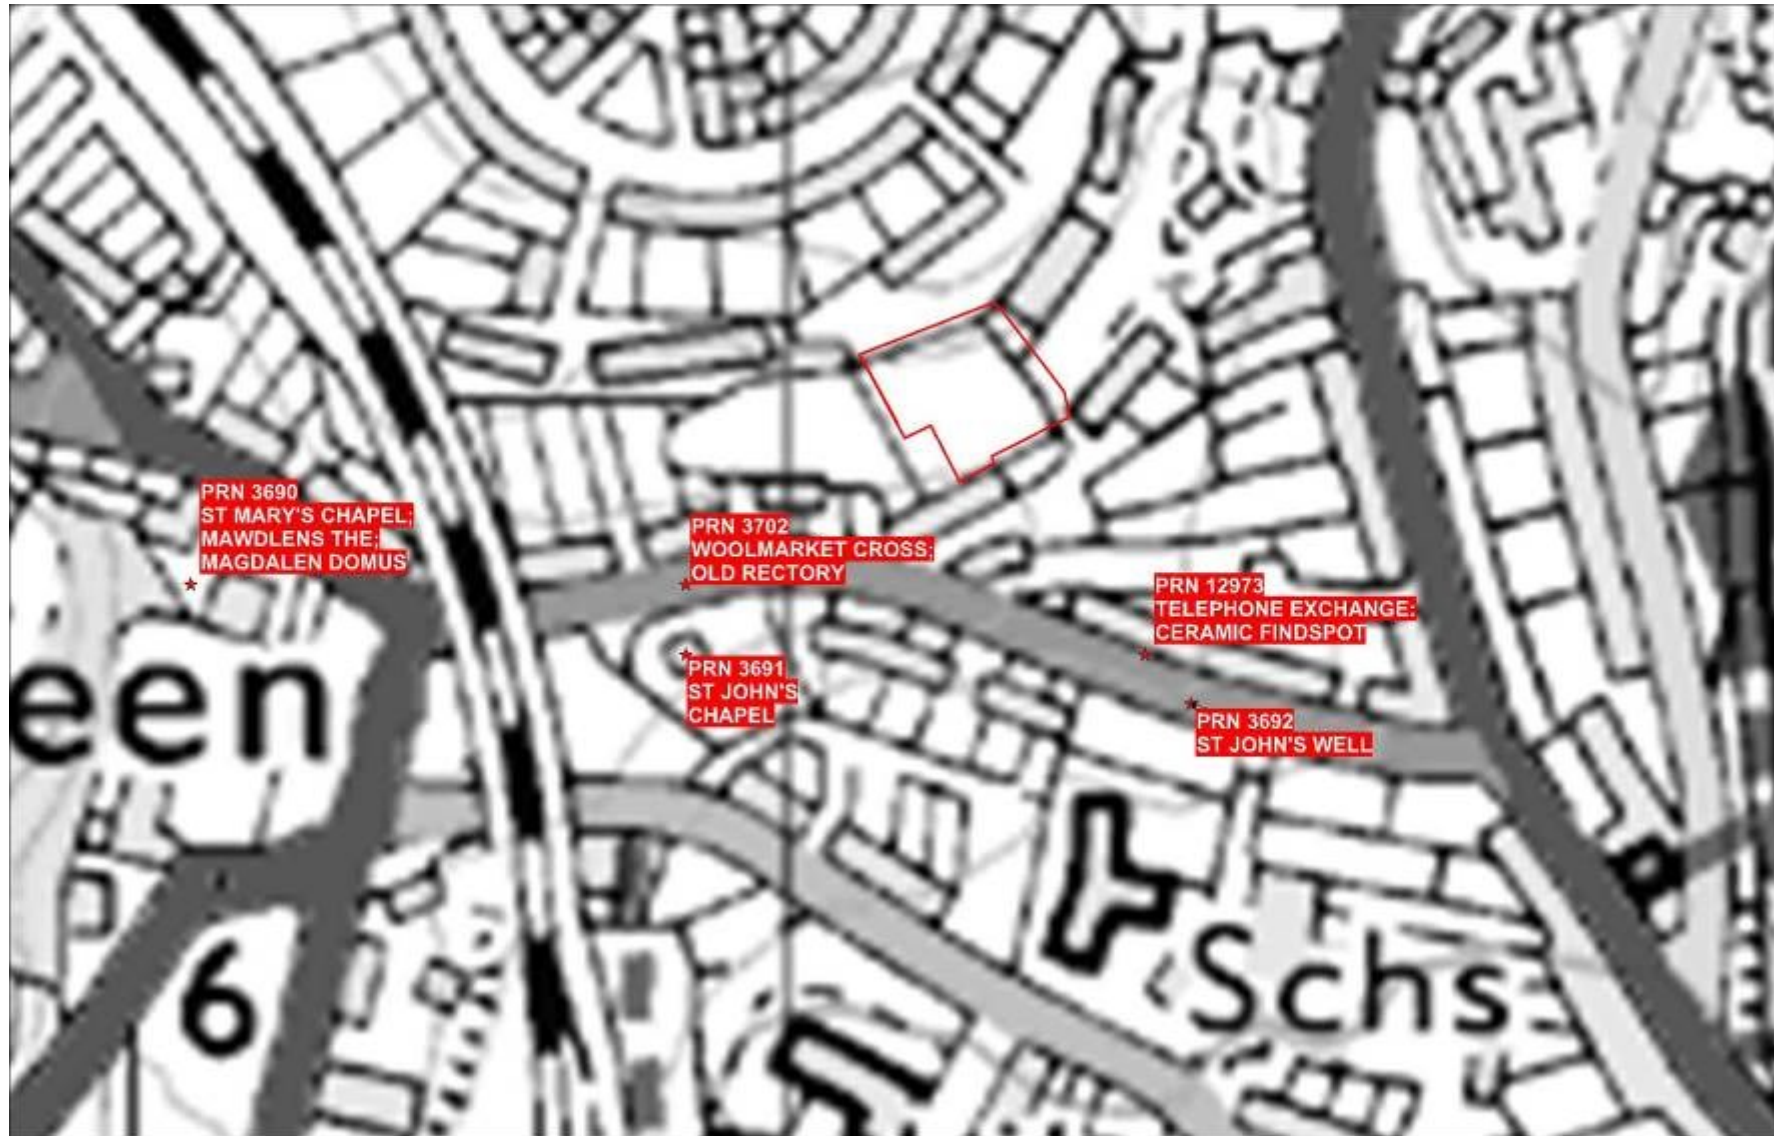 PRN 3690
ST MARY'S CHAPEL;
MAWDLENS THE;
MAGDALEN DOMUS
PRN 3702
WOOLMARKET CROSS;
OLD RECTORY
PRN 12973
TELEPHONE EXCHANGE:
CERAMIC FINDSPOT
PRN 3691
ST JOHN'S
CHAPEL
een
PRN 3692
ST JOHN'S WELL
6
Schs